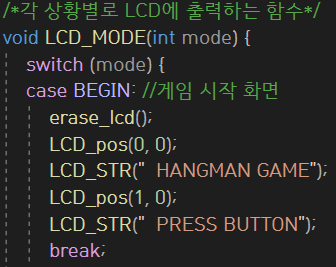 /*각 상황별로 LCD에 출력하는 함수*/
void LCD_MODE(int mode) {
switch (mode) {
case BEGIN: //게임 시작 화면
erase_lcd();
LCD_pos(0, 0);
LCD_STR("  HANGMAN GAME");
LCD_pos(1, 0);
LCD_STR("  PRESS BUTTON");
break;